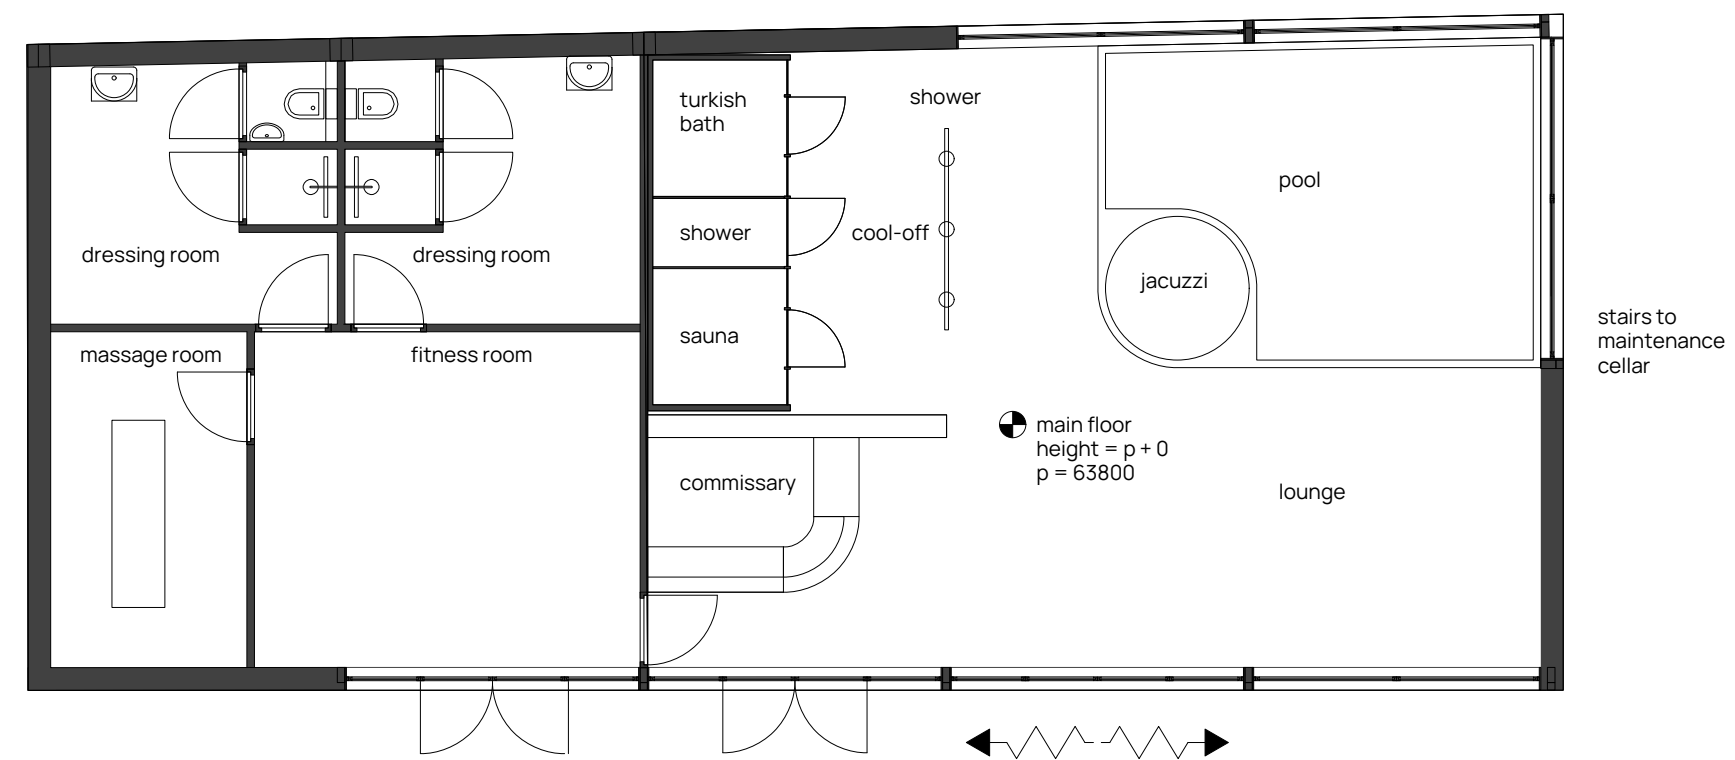 turkish
bath
shower
shower
cool-off
sauna
pool
jacuzzi
dressing room
dressing room
massage room
fitness room
commissary
main floor
height = p + 0
p = 63800
lounge
stairs to
maintenance
cellar